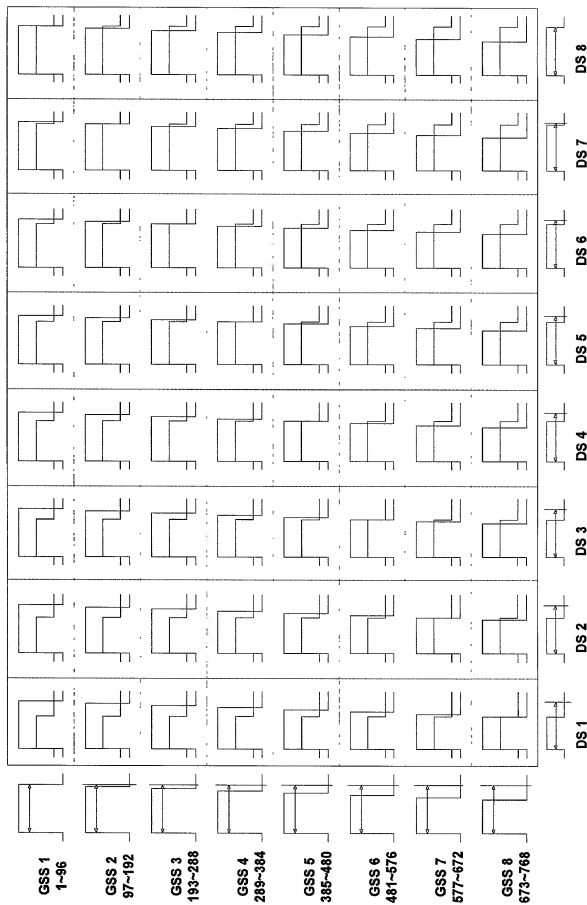 GSS 1
1~96
GSS 2
97~192
GSS 3
193~288
GSS 4
289~384
GSS 5
385~480
GSS 6
481~576
GSS 7
577~672
GSS 8
673~768
DS 1
DS 2
DS 3
DS 4
DS 5
DS 6
DS 7
DS 8